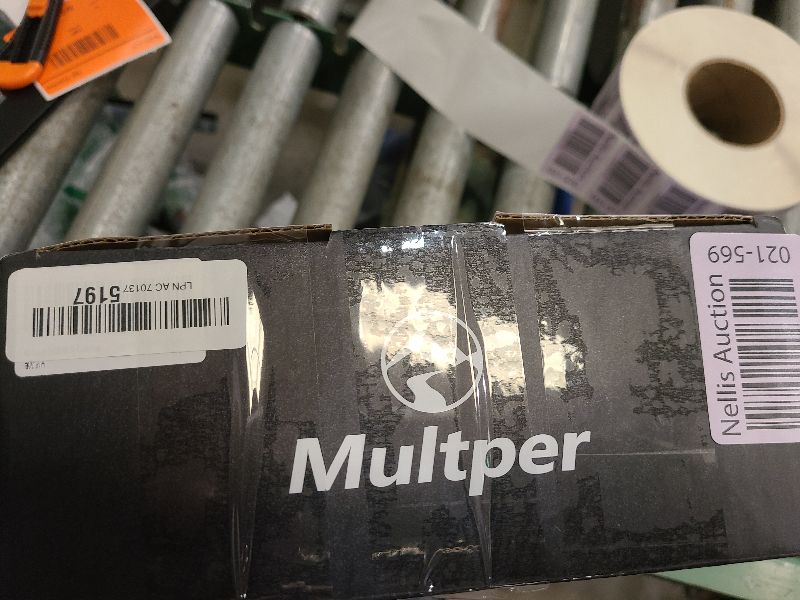 LPN AC 70137
5197
Multper
Nellis Auction
021-569